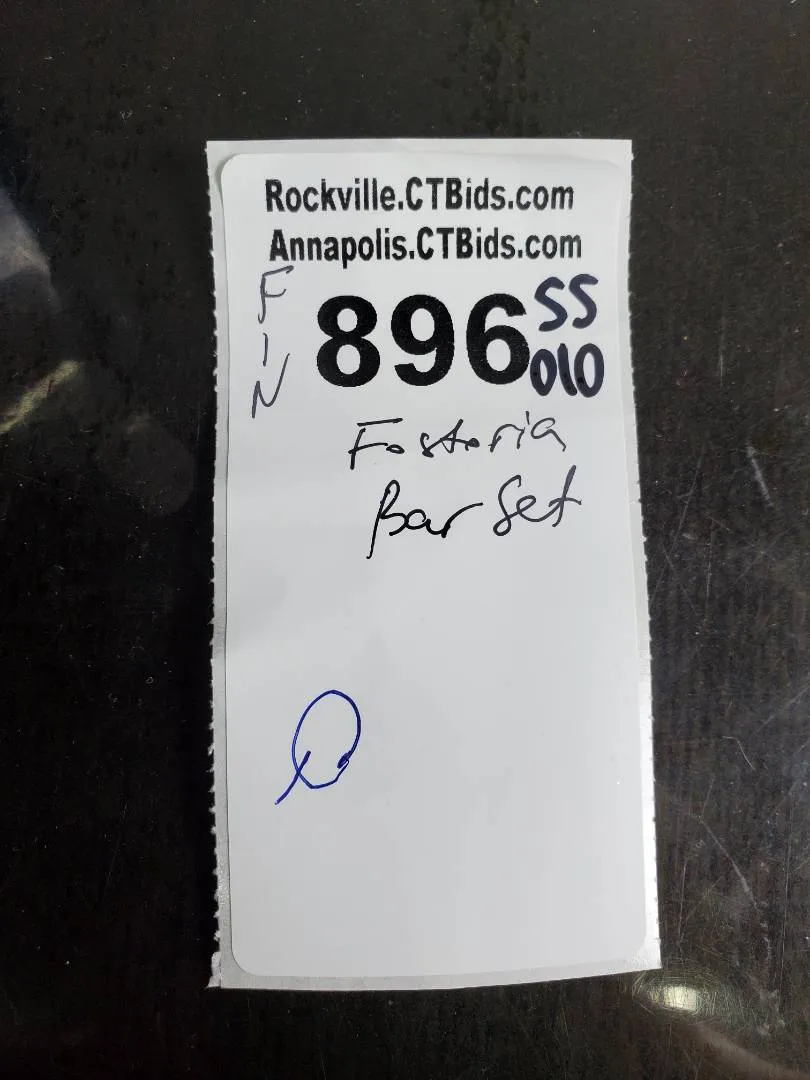 Rockville.CTBids.com
Annapolis.CTBids.com
FIN
896
SS
010
Fostoria
Bar Set